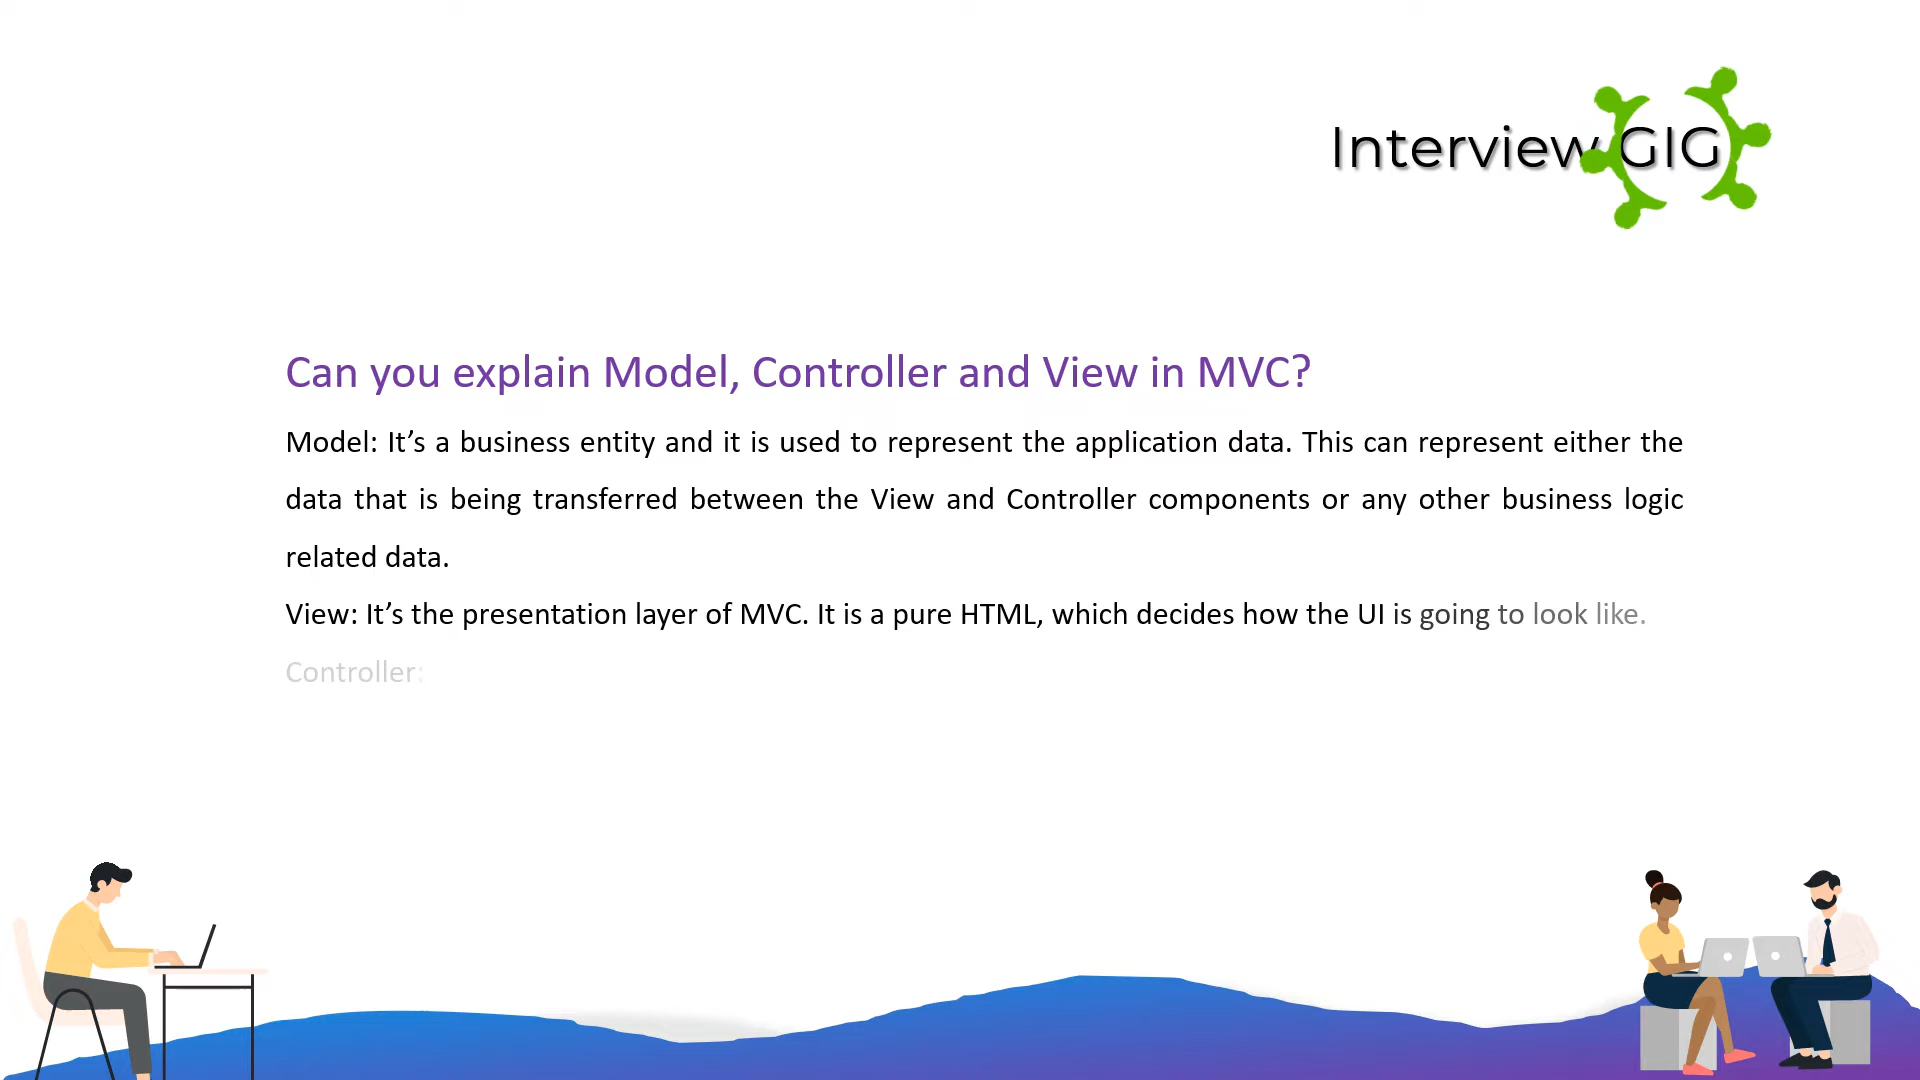 Interview GIG
Can you explain Model, Controller and View in MVC?
Model: It’s a business entity and it is used to represent the application data. This can represent either the
data that is being transferred between the View and Controller components or any other business logic
related data.
View: It’s the presentation layer of MVC. It is a pure HTML, which decides how the UI is going to look like.
Controller: